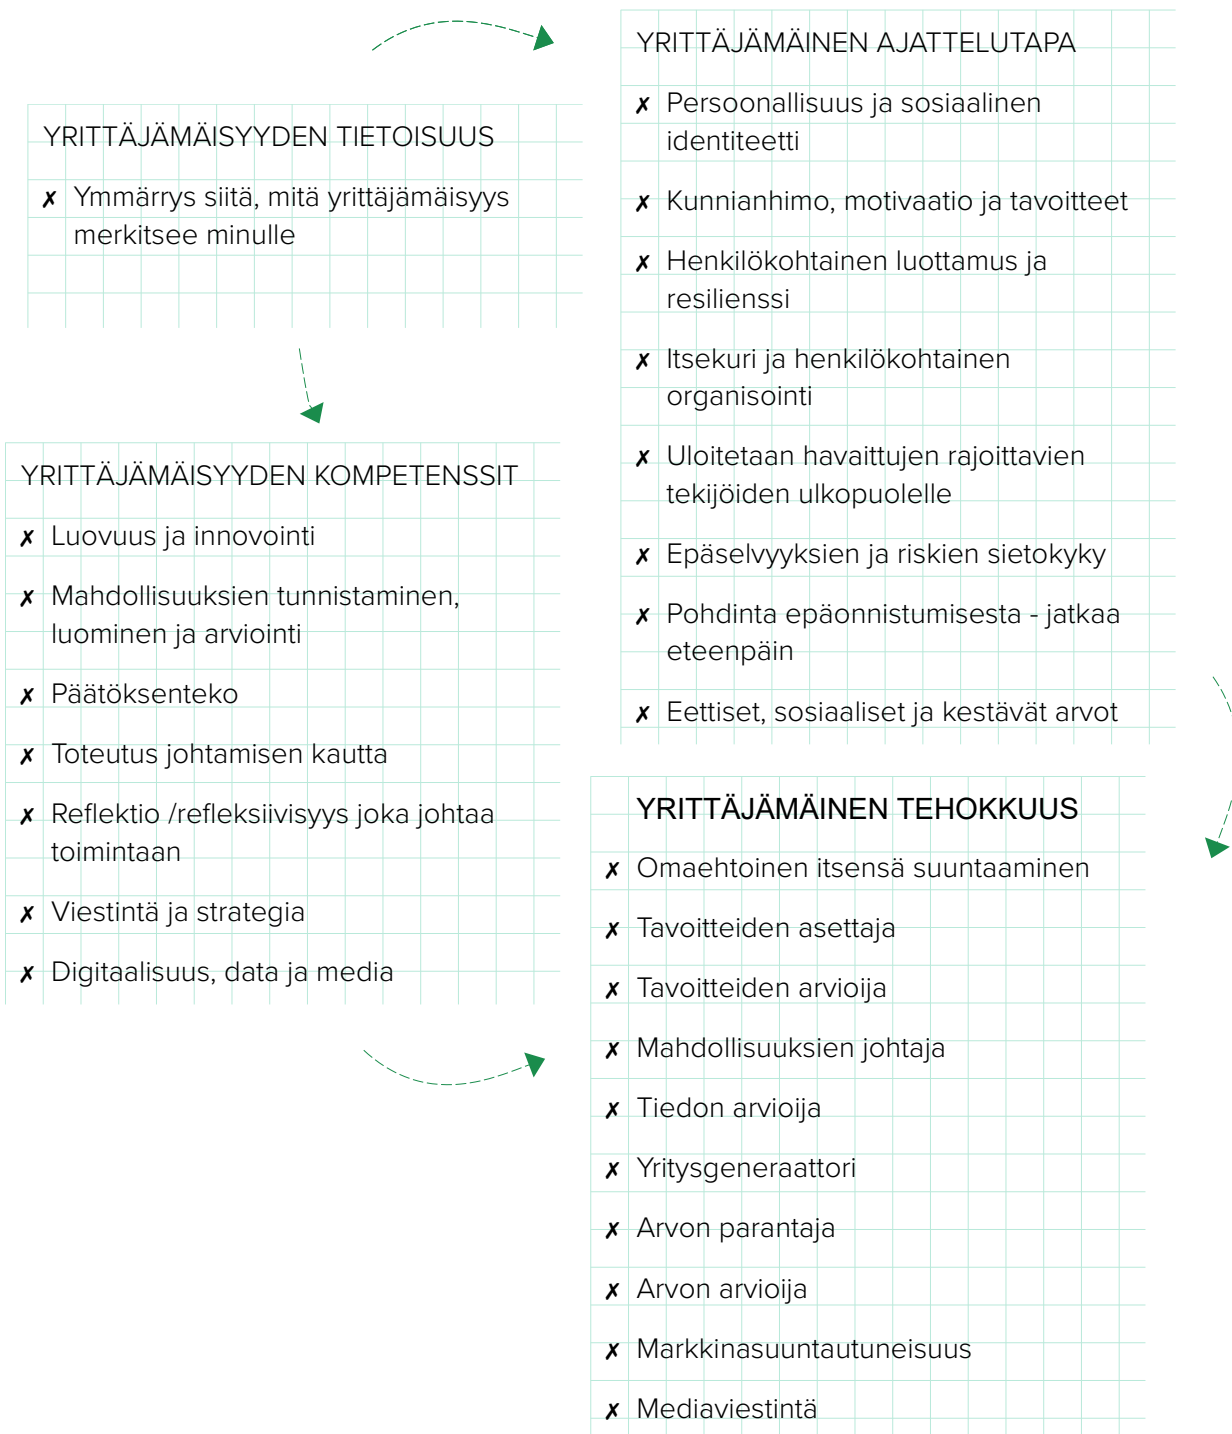 YRITTÄJÄMÄISYYDEN TIETOISUUS
✗ Ymmärrys siitä, mitä yrittäjämäisyys
merkitsee minulle
YRITTÄJÄMÄINEN AJATTELUTAPA
✗ Persoonallisuus ja sosiaalinen
identiteetti
✗ Kunnianhimo, motivaatio ja tavoitteet
✗ Henkilökohtainen luottamus ja
resilienssi
✗ Itsekuri ja henkilökohtainen
organisointi
✗ Uloitetaan havaittujen rajoittavien
tekijöiden ulkopuolelle
✗ Epäselvyyksien ja riskien sietokyky
✗ Pohdinta epäonnistumisesta - jatkaa
eteenpäin
✗ Eettiset, sosiaaliset ja kestävät arvot
YRITTÄJÄMÄISYYDEN KOMPETENSSIT
✗ Luovuus ja innovointi
✗ Mahdollisuuksien tunnistaminen,
luominen ja arviointi
✗ Päätöksenteko
✗ Toteutus johtamisen kautta
✗ Reflektio /refleksiivisyys joka johtaa
toimintaan
✗ Viestintä ja strategia
✗ Digitaalisuus, data ja media
YRITTÄJÄMÄINEN TEHOKKUUS
✗ Omaehtoinen itsensä suuntaaminen
✗ Tavoitteiden asettaja
✗ Tavoitteiden arvioija
✗ Mahdollisuuksien johtaja
✗ Tiedon arvioija
✗ Yritysgeneraattori
✗ Arvon parantaja
✗ Arvon arvioija
✗ Markkinasuuntautuneisuus
✗ Mediaviestintä